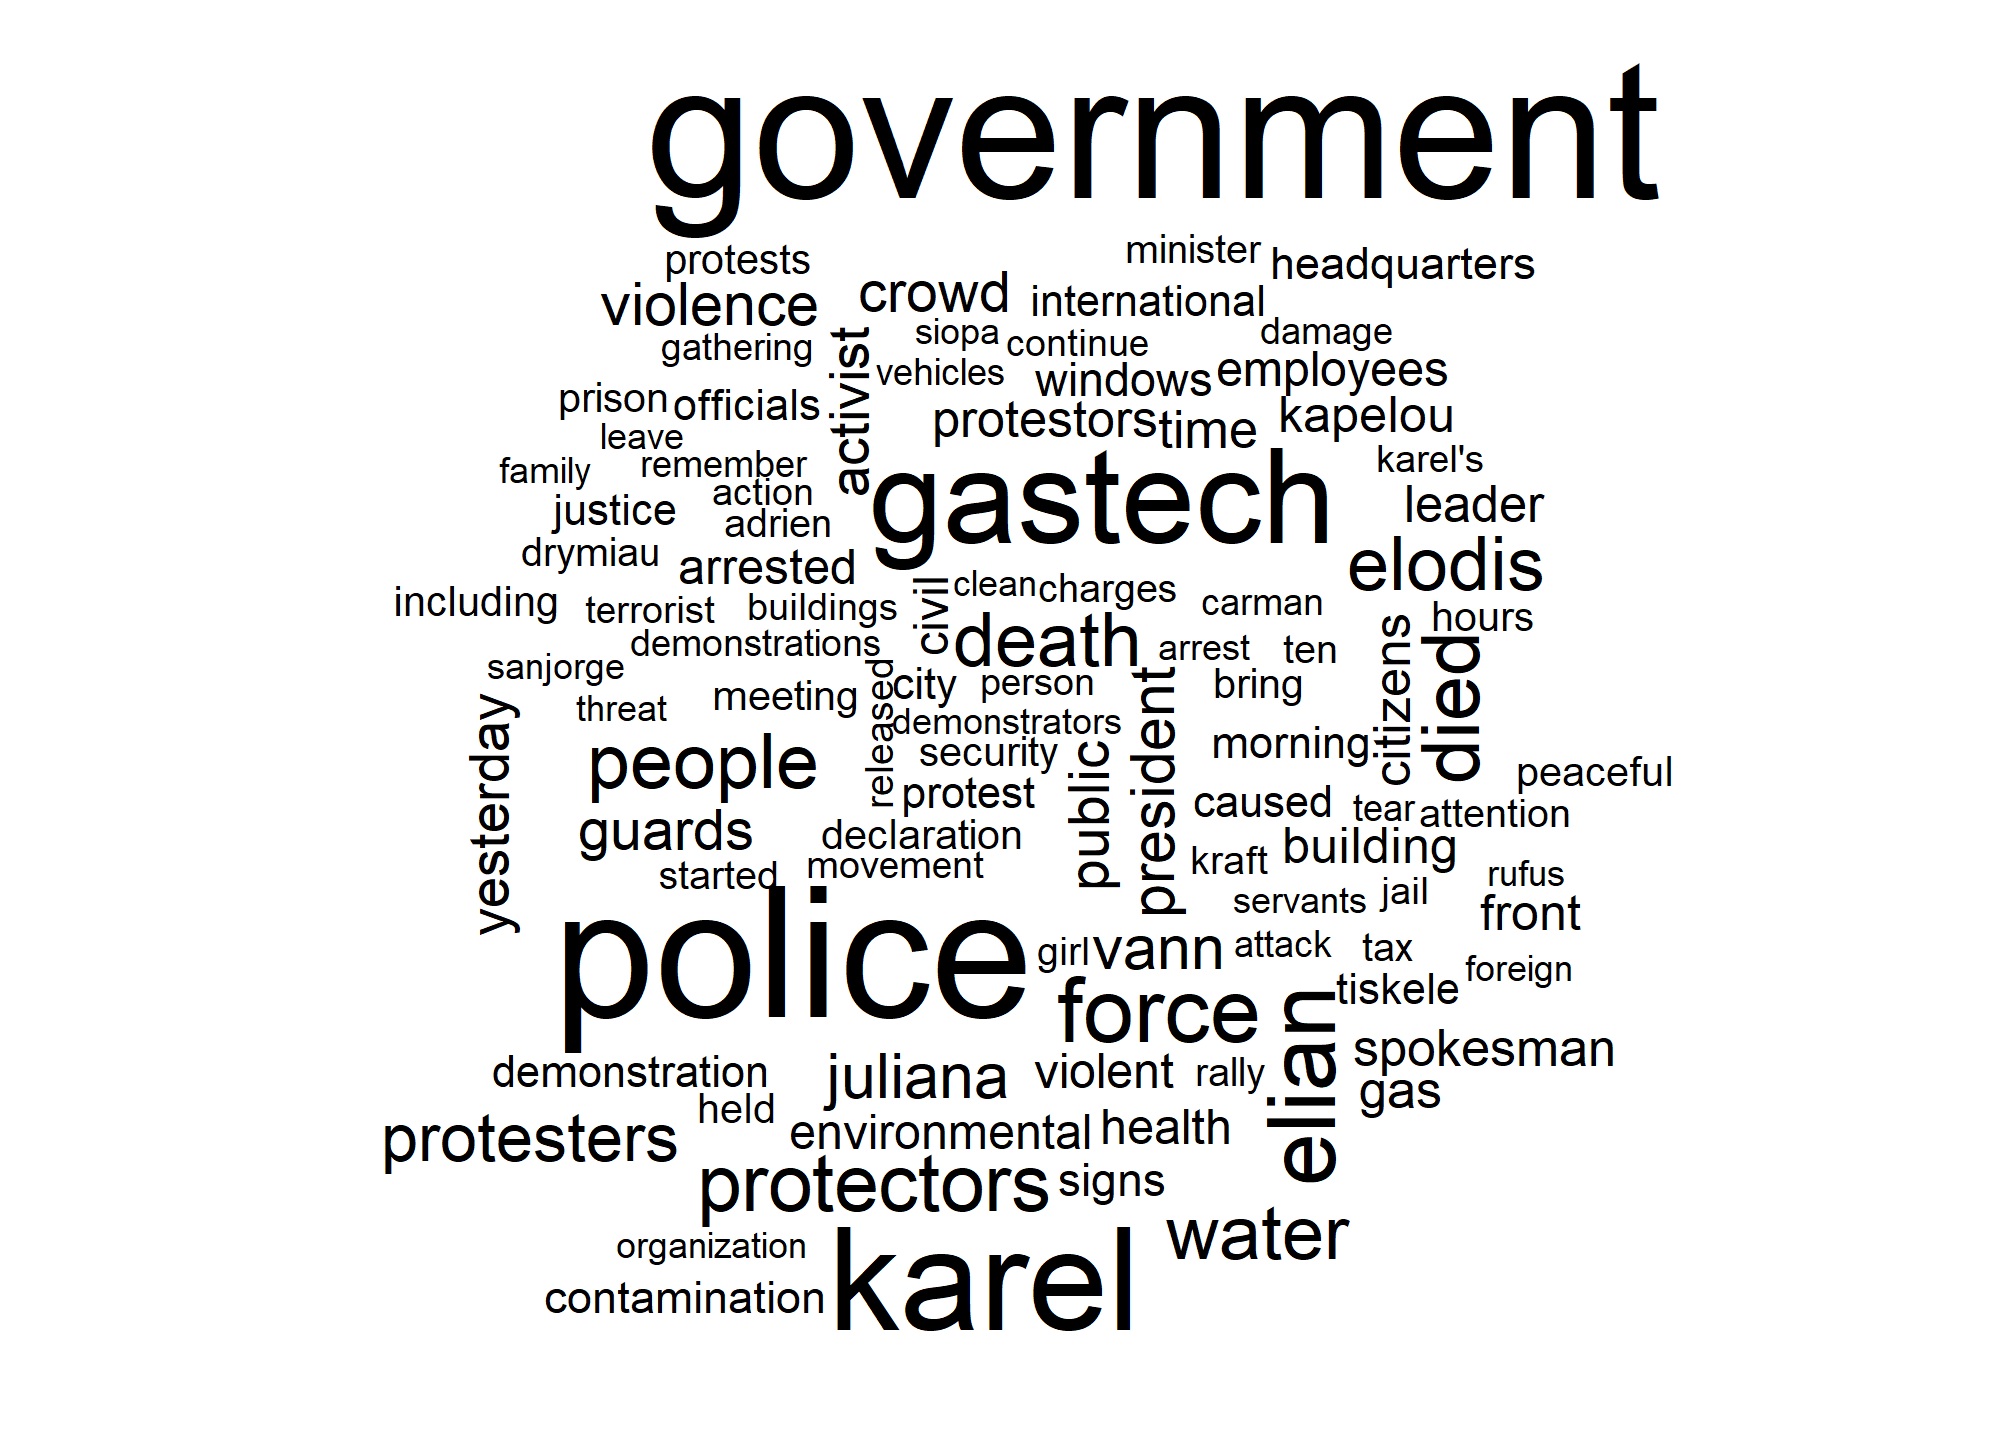 government
protests
minister
headquarters
violence
crowd
international
gathering
activist
siopa
continue
damage
vehicles
windows
employees
prison
officials
protestors
time
kapelou
leave
family
remember
gastech
karel's
action
justice
adrien
leader
drymiau
arrested
elodis
including
terrorist
buildings
civil
clean
charges
carman
hours
demonstrations
death
arrest
ten
citizens
died
sanjorge
released
city
person
president
bring
threat
meeting
demonstrators
yesterday
people
security
public
morning
peaceful
guards
protest
caused
tear
attention
declaration
building
started
movement
kraft
rufus
servants
jail
front
police
girl
vann
attack
tax
foreign
force
elian
tiskele
demonstration
juliana
violent
rally
spokesman
gas
held
protesters
environmental
health
protectors
signs
water
organization
karel
contamination